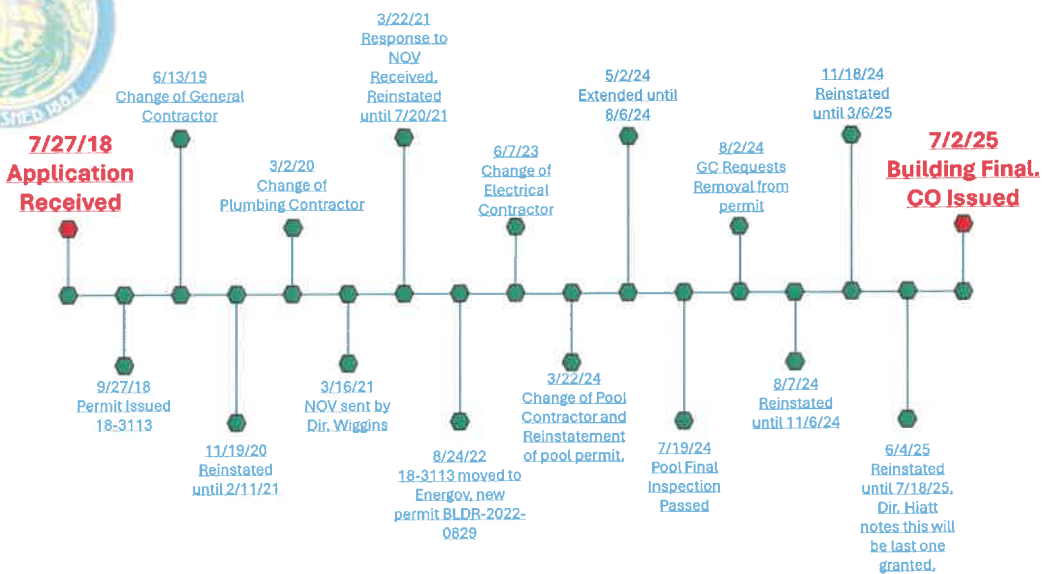 SHED 1887
7/27/18
Application
Received
9/27/18
Permit Issued
18-3113
6/13/19
Change of General
Contractor
11/19/20
Reinstated
until 2/11/21
3/2/20
Change of
Plumbing Contractor
3/16/21
NOV sent by
Dir. Wiggins
3/22/21
Response to
NOV
Received.
Reinstated
until 7/20/21
8/24/22
18-3113 moved to
Energov, new
permit BLDR-2022-
0829
6/7/23
Change of
Electrical
Contractor
3/22/24
Change of Pool
Contractor and
Reinstatement
of pool permit.
5/2/24
Extended until
8/6/24
7/19/24
Pool Final
Inspection
Passed
8/2/24
GC Requests
Removal from
permit
8/7/24
Reinstated
until 11/6/24
11/18/24
Reinstated
until 3/6/25
6/4/25
Reinstated
until 7/18/25.
Dir. Hiatt
notes this will
be last one
granted.
7/2/25
Building Final.
CO Issued